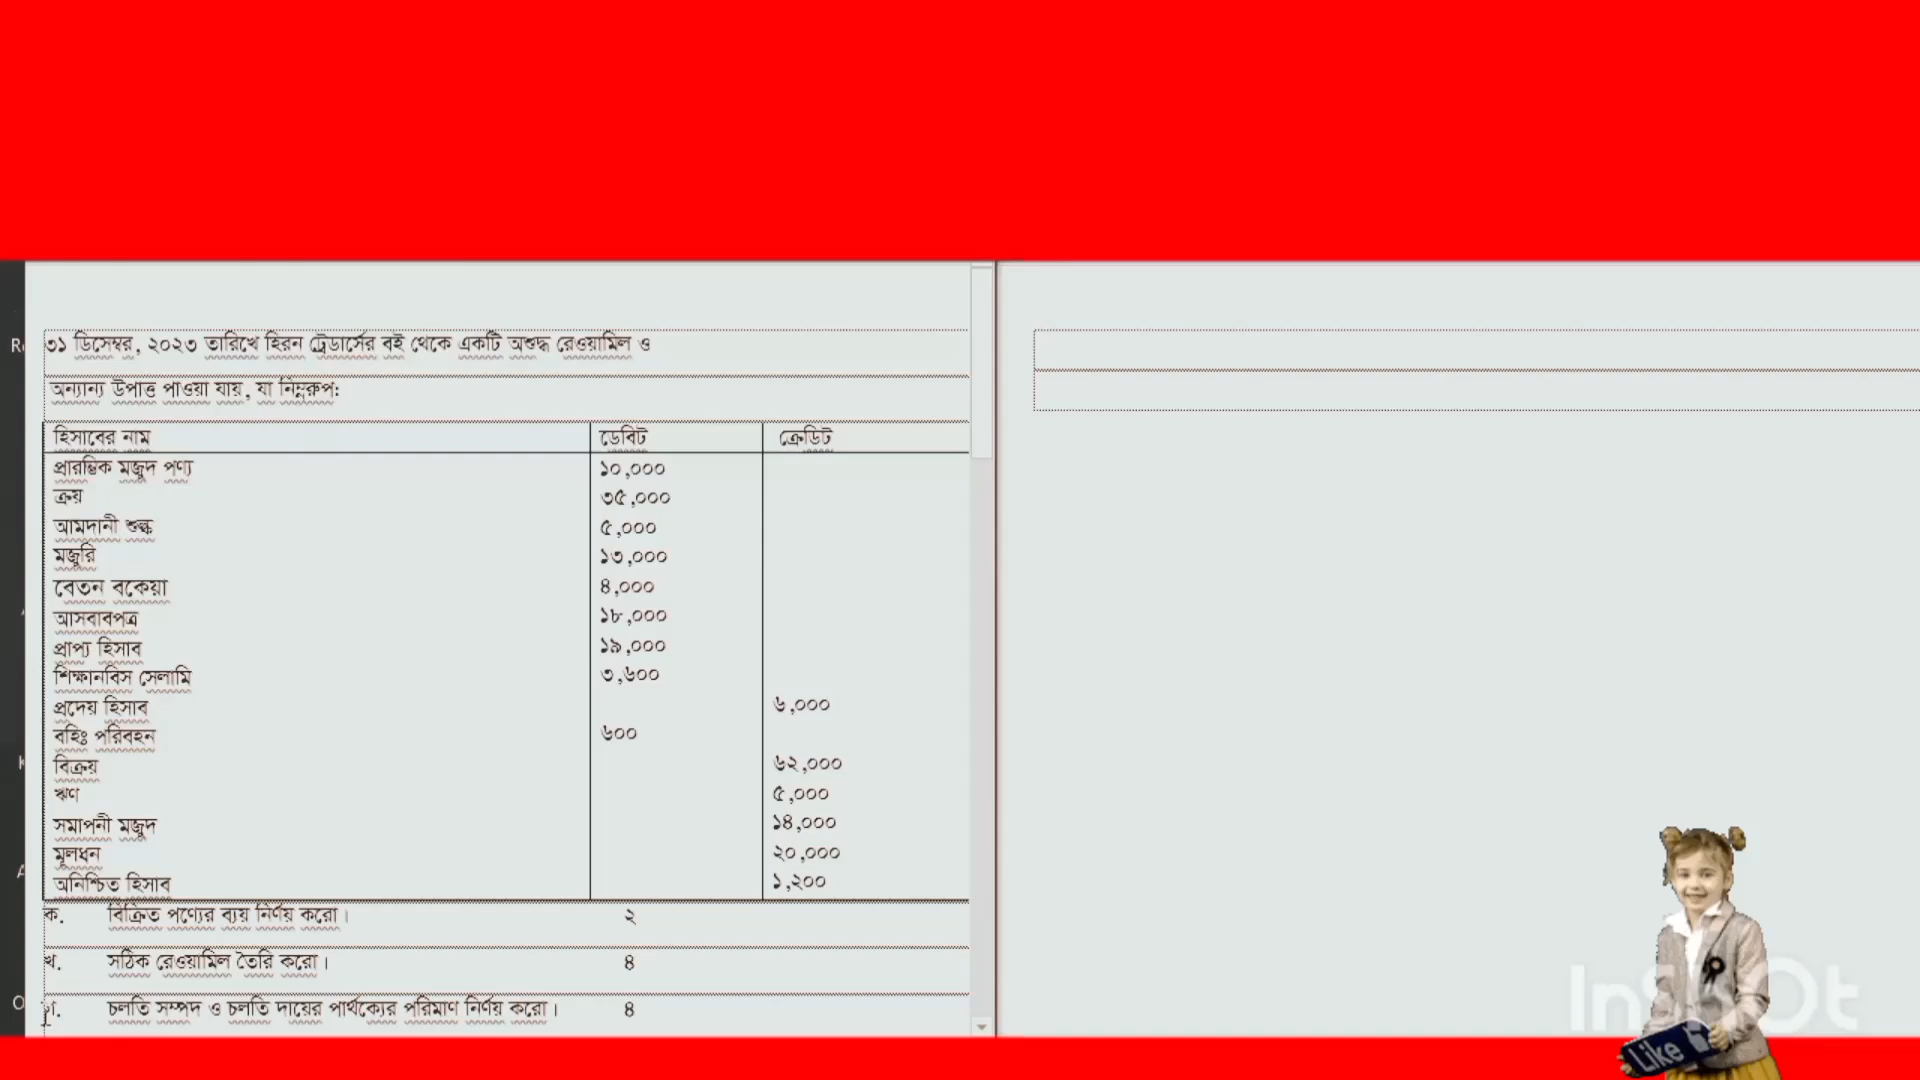 ৩১ ডিসেম্বর, ২০২৩ তারিখে হিরন ট্রেডার্সের বই থেকে একটি অশুদ্ধ রেওয়ামিল ও
অন্যান্য উপাত্ত পাওয়া যায়, যা নিম্নরুপ:
হিসাবের নাম ডেবিট ক্রেডিট
প্রারম্ভিক মজুদ পণ্য ১০,০০০
ক্রয় ৩৫,০০০
আমদানী শুল্ক ৫,০০০
মজুরি ১৩,০০০
বেতন বকেয়া ৪,০০০
আসবাবপত্র ১৮,০০০
প্রাপ্য হিসাব ১৯,০০০
শিক্ষানবিস সেলামি ৩,৬০০
প্রদেয় হিসাব ৬,০০০
বহিঃ পরিবহন ৬০০
বিক্রয় ৬২,০০০
ঋণ ৫,০০০
সমাপনী মজুদ ১৪,০০০
মূলধন ২০,০০০
অনিশ্চিত হিসাব ১,২০০
ক. বিক্রিত পণ্যের ব্যয় নির্ণয় করো। ২
খ. সঠিক রেওয়ামিল তৈরি করো। ৪
গ. চলতি সম্পদ ও চলতি দায়ের পার্থক্যের পরিমাণ নির্ণয় করো। ৪
Like